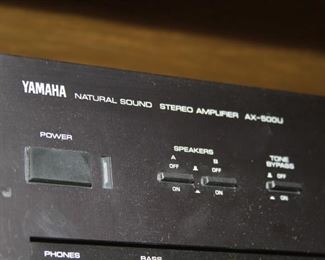 YAMAHA NATURAL SOUND STEREO AMPLIFIER AX-500U
POWER
SPEAKERS
A B
OFF OFF
ON ON
TONE
BYPASS
OFF
ON
PHONES BASS